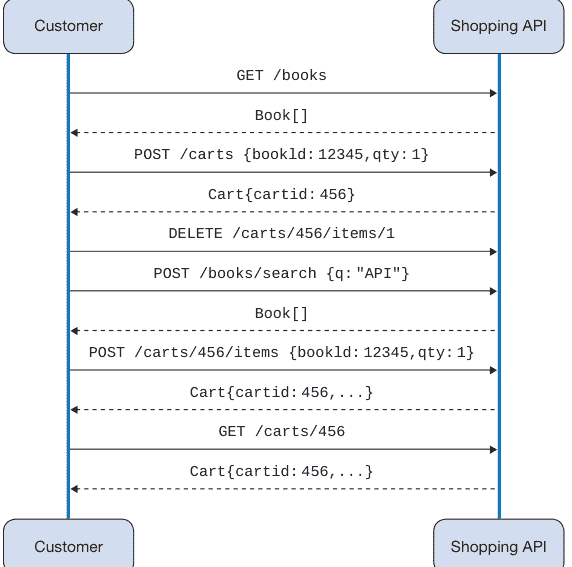 Customer
Shopping API
GET /books
Book[]
POST /carts {bookld: 12345,qty: 1}
Cart{cartid: 456}
DELETE /carts/456/items/1
POST /books/search {q: "API"}
Book[]
POST /carts/456/items {bookld: 12345,qty: 1}
Cart{cartid: 456,...}
GET /carts/456
Cart{cartid: 456,...}
Customer
Shopping API